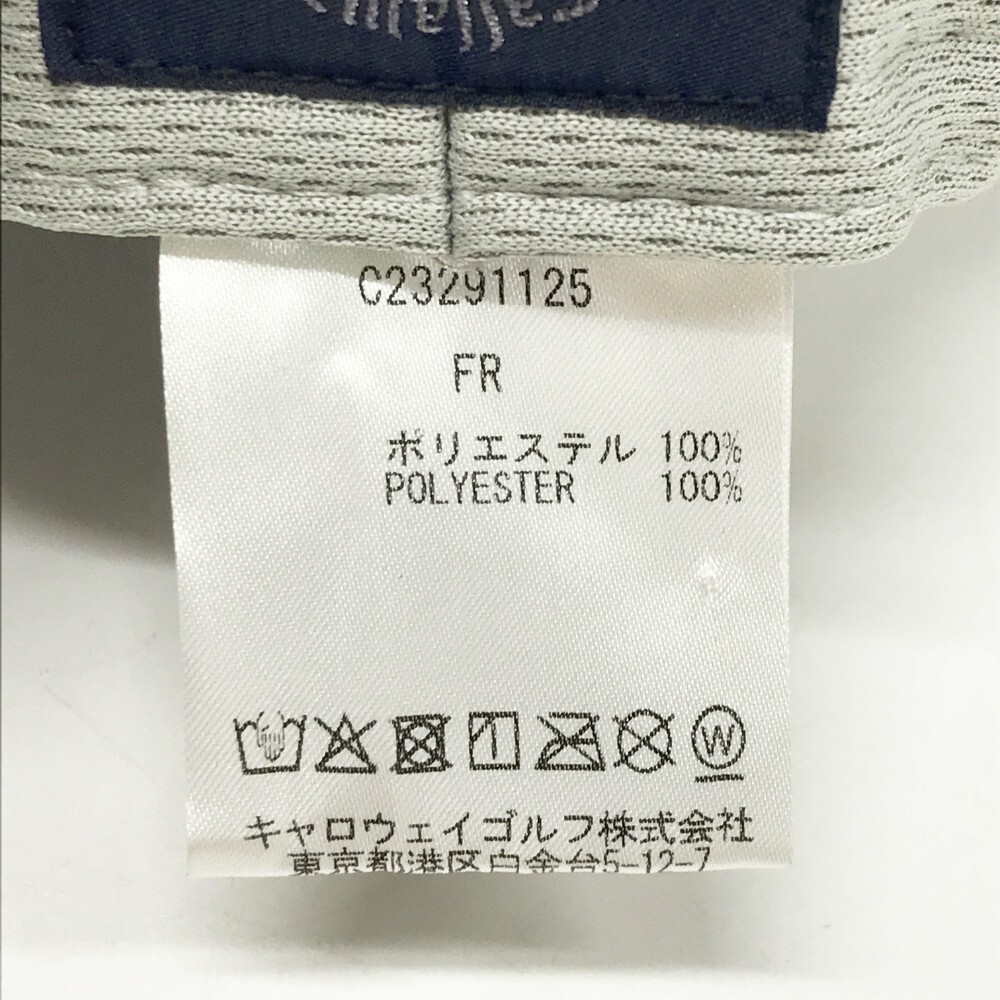 Callaway
C23291125
FR
ポリエステル 100%
POLYESTER 100%
W
キャロウェイゴルフ株式会社
東京都港区白金台5-12-7